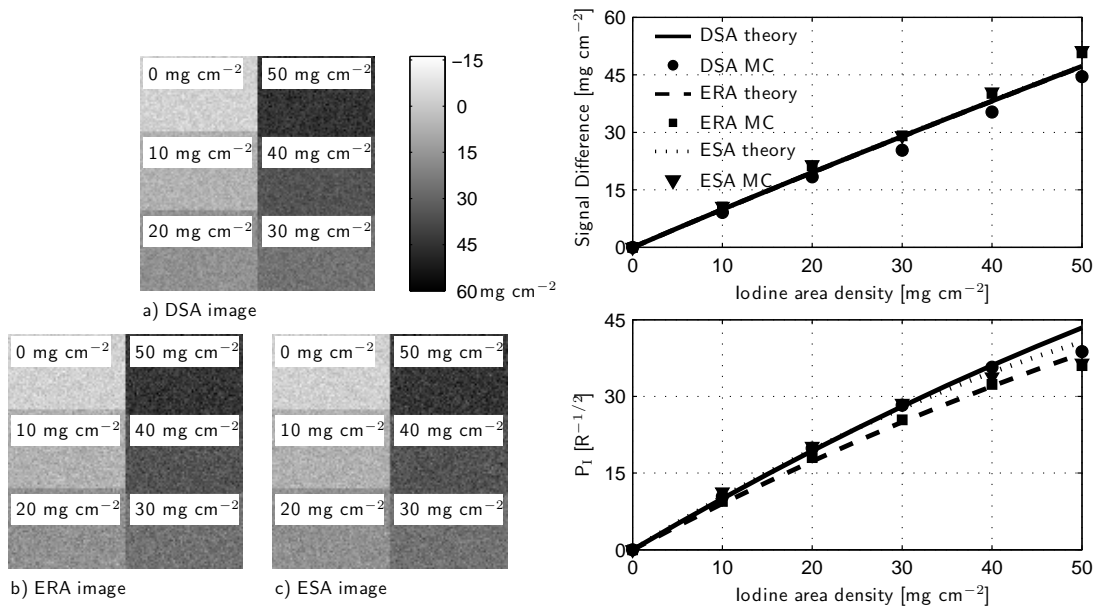 0 mg cm−2
50 mg cm−2
10 mg cm−2
40 mg cm−2
20 mg cm−2
30 mg cm−2
−15
0
15
30
45
60 mg cm−2
a) DSA image
0 mg cm−2
50 mg cm−2
10 mg cm−2
40 mg cm−2
20 mg cm−2
30 mg cm−2
b) ERA image
0 mg cm−2
50 mg cm−2
10 mg cm−2
40 mg cm−2
20 mg cm−2
30 mg cm−2
c) ESA image
Signal Difference [mg cm−2]
60
45
30
15
0
DSA theory
DSA MC
ERA theory
ERA MC
ESA theory
ESA MC
0 10 20 30 40 50
Iodine area density [mg cm−2]
PI [R−1/2]
45
30
15
0
0 10 20 30 40 50
Iodine area density [mg cm−2]